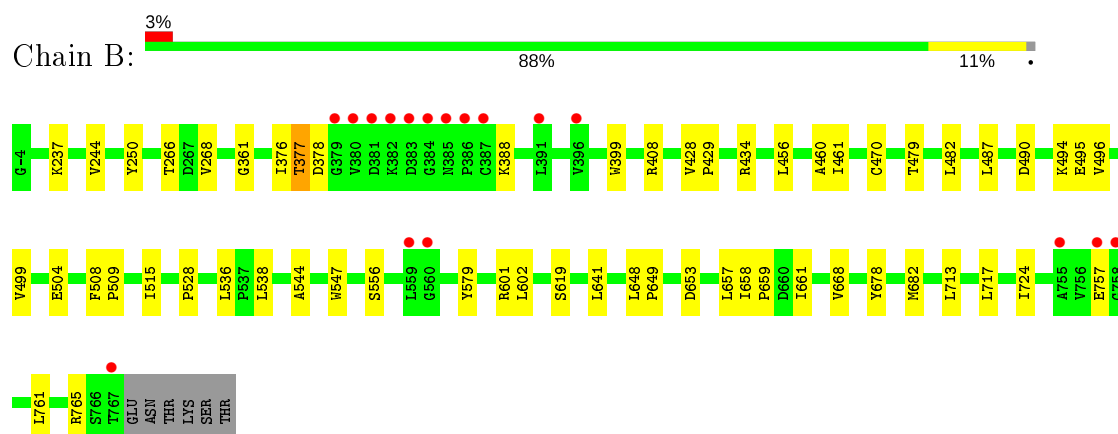 3%
Chain B:
88% 11% •
G-4 K237 V244 Y250 T266 D267 V268 G361 I376 T377 D378 G379 V380 D381 K382 D383 G384 N385 P386 C387 K388 L391 V396 W399 R408 V428 P429 R434 L456 A460 I461 C470 T479 L482 L487 D490 K494 E495 V496
V499 E504 F508 P509 I515 P528 L536 P537 L538 A544 W547 S556 L559 G560 Y579 R601 L602 S619 L641 L648 P649 D653 L657 I658 P659 D660 I661 V668 Y678 M682 L713 L717 I724 A755 V756 E757 G758
L761 R765 S766 T767 GLU ASN THR LYS SER THR